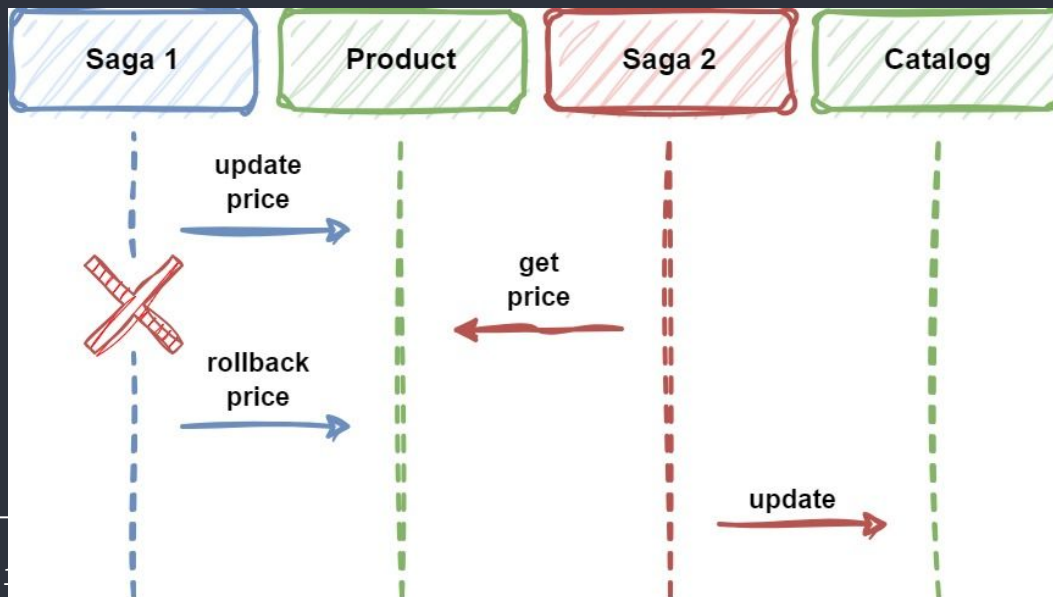 Saga 1
Product
Saga 2
Catalog
update
price
get
price
rollback
price
update